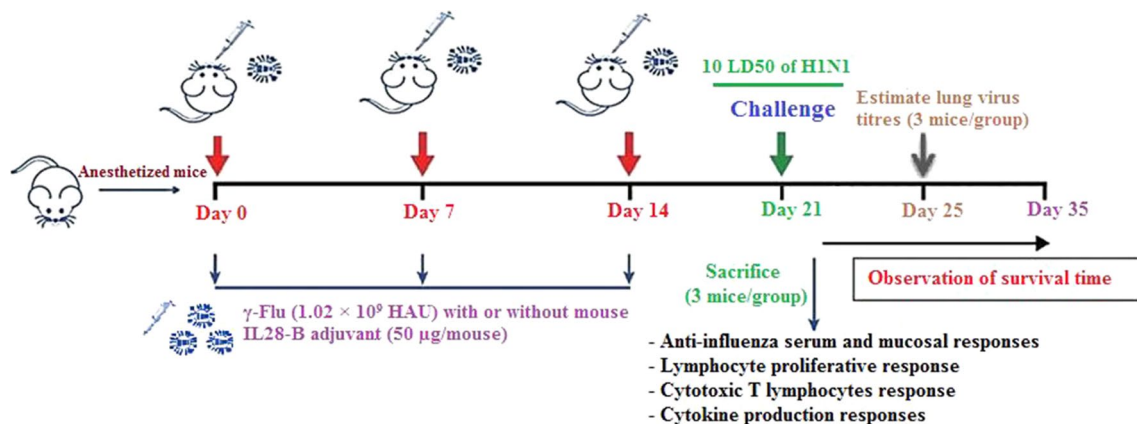 10 LD50 of H1N1
Challenge
Estimate lung virus
titres (3 mice/group)
Anesthetized mice
Day 0
Day 7
Day 14
Day 21
Day 25
Day 35
γ-Flu (1.02 × 10⁹ HAU) with or without mouse
IL28-B adjuvant (50 µg/mouse)
Sacrifice
(3 mice/group)
Observation of survival time
- Anti-influenza serum and mucosal responses
- Lymphocyte proliferative response
- Cytotoxic T lymphocytes response
- Cytokine production responses